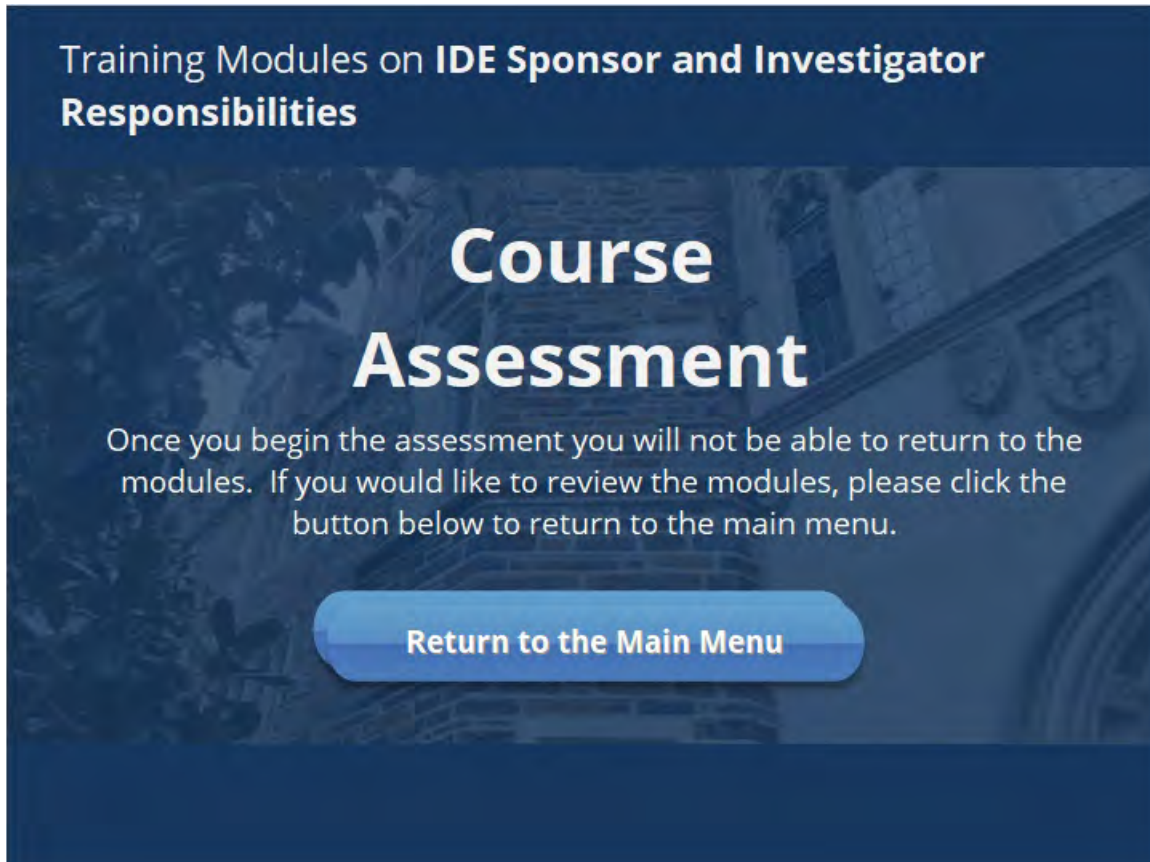 Training Modules on IDE Sponsor and Investigator
Responsibilities
Course
Assessment
Once you begin the assessment you will not be able to return to the
modules.  If you would like to review the modules, please click the
button below to return to the main menu.
Return to the Main Menu